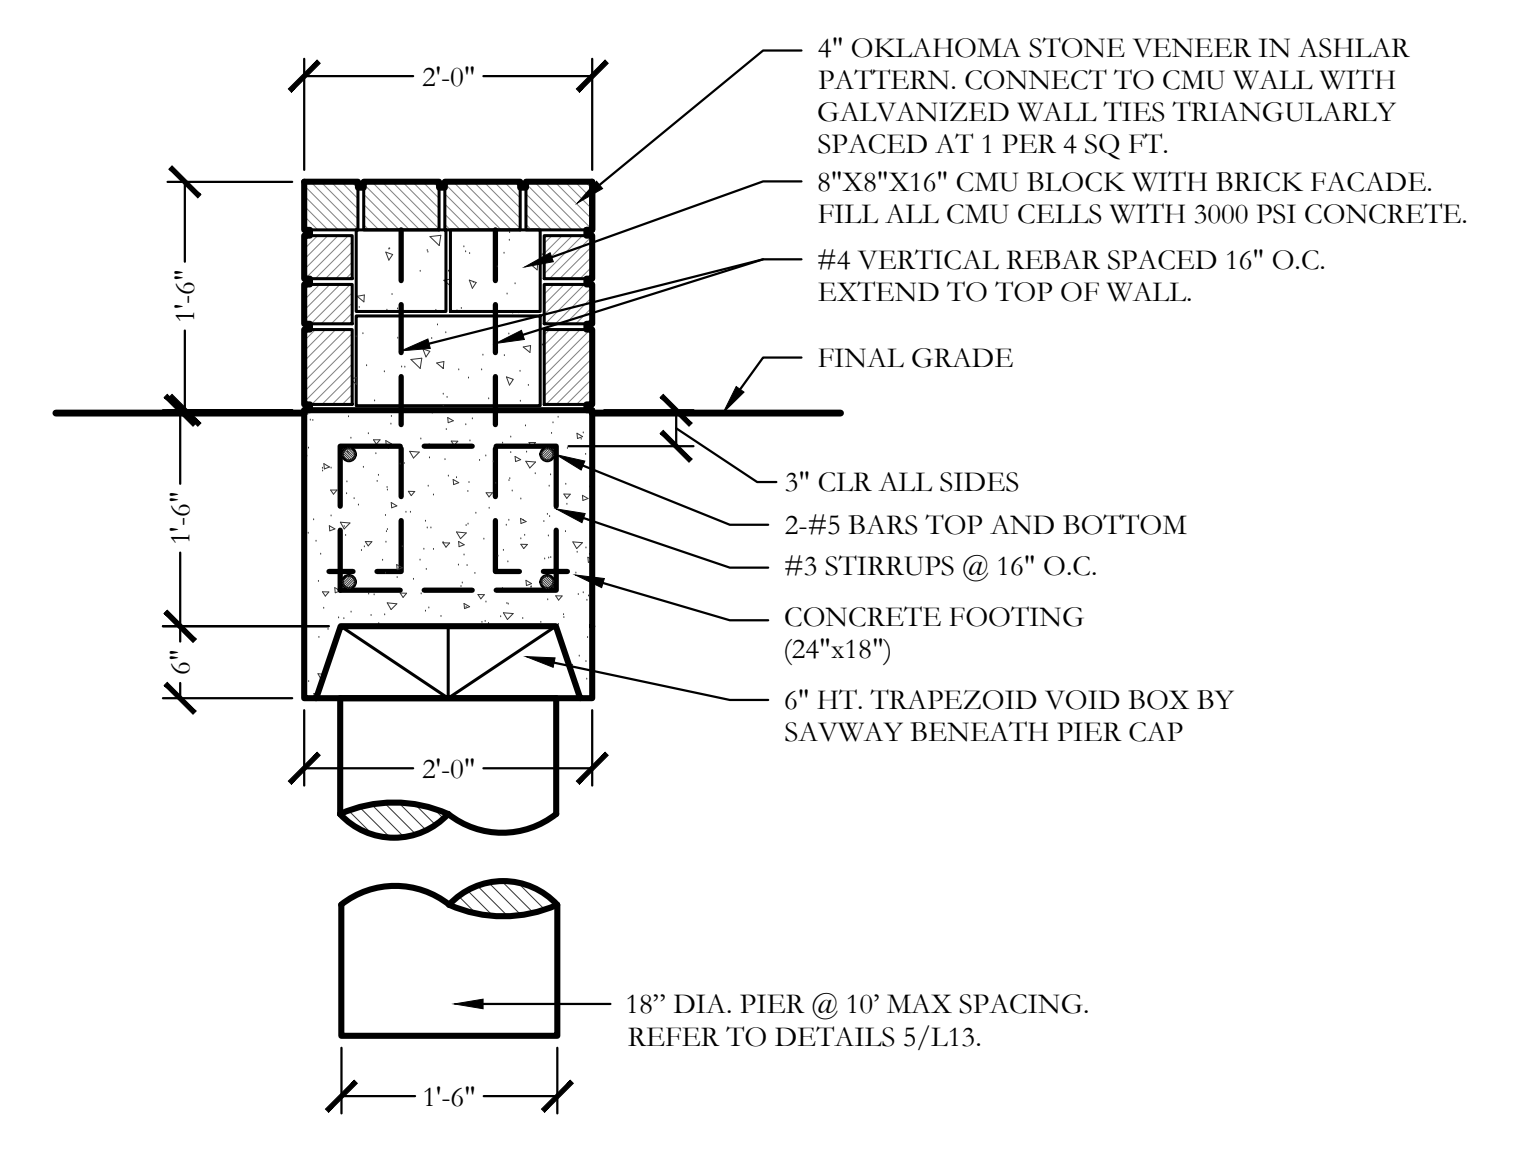 2'-0"
4" OKLAHOMA STONE VENEER IN ASHLAR
PATTERN. CONNECT TO CMU WALL WITH
GALVANIZED WALL TIES TRIANGULARLY
SPACED AT 1 PER 4 SQ FT.
8"X8"X16" CMU BLOCK WITH BRICK FACADE.
FILL ALL CMU CELLS WITH 3000 PSI CONCRETE.
#4 VERTICAL REBAR SPACED 16" O.C.
EXTEND TO TOP OF WALL.
1'-6"
FINAL GRADE
3" CLR ALL SIDES
1'-6"
2-#5 BARS TOP AND BOTTOM
#3 STIRRUPS @ 16" O.C.
CONCRETE FOOTING
(24"x18")
6"
6" HT. TRAPEZOID VOID BOX BY
SAVWAY BENEATH PIER CAP
2'-0"
18” DIA. PIER @ 10’ MAX SPACING.
REFER TO DETAILS 5/L13.
1'-6"